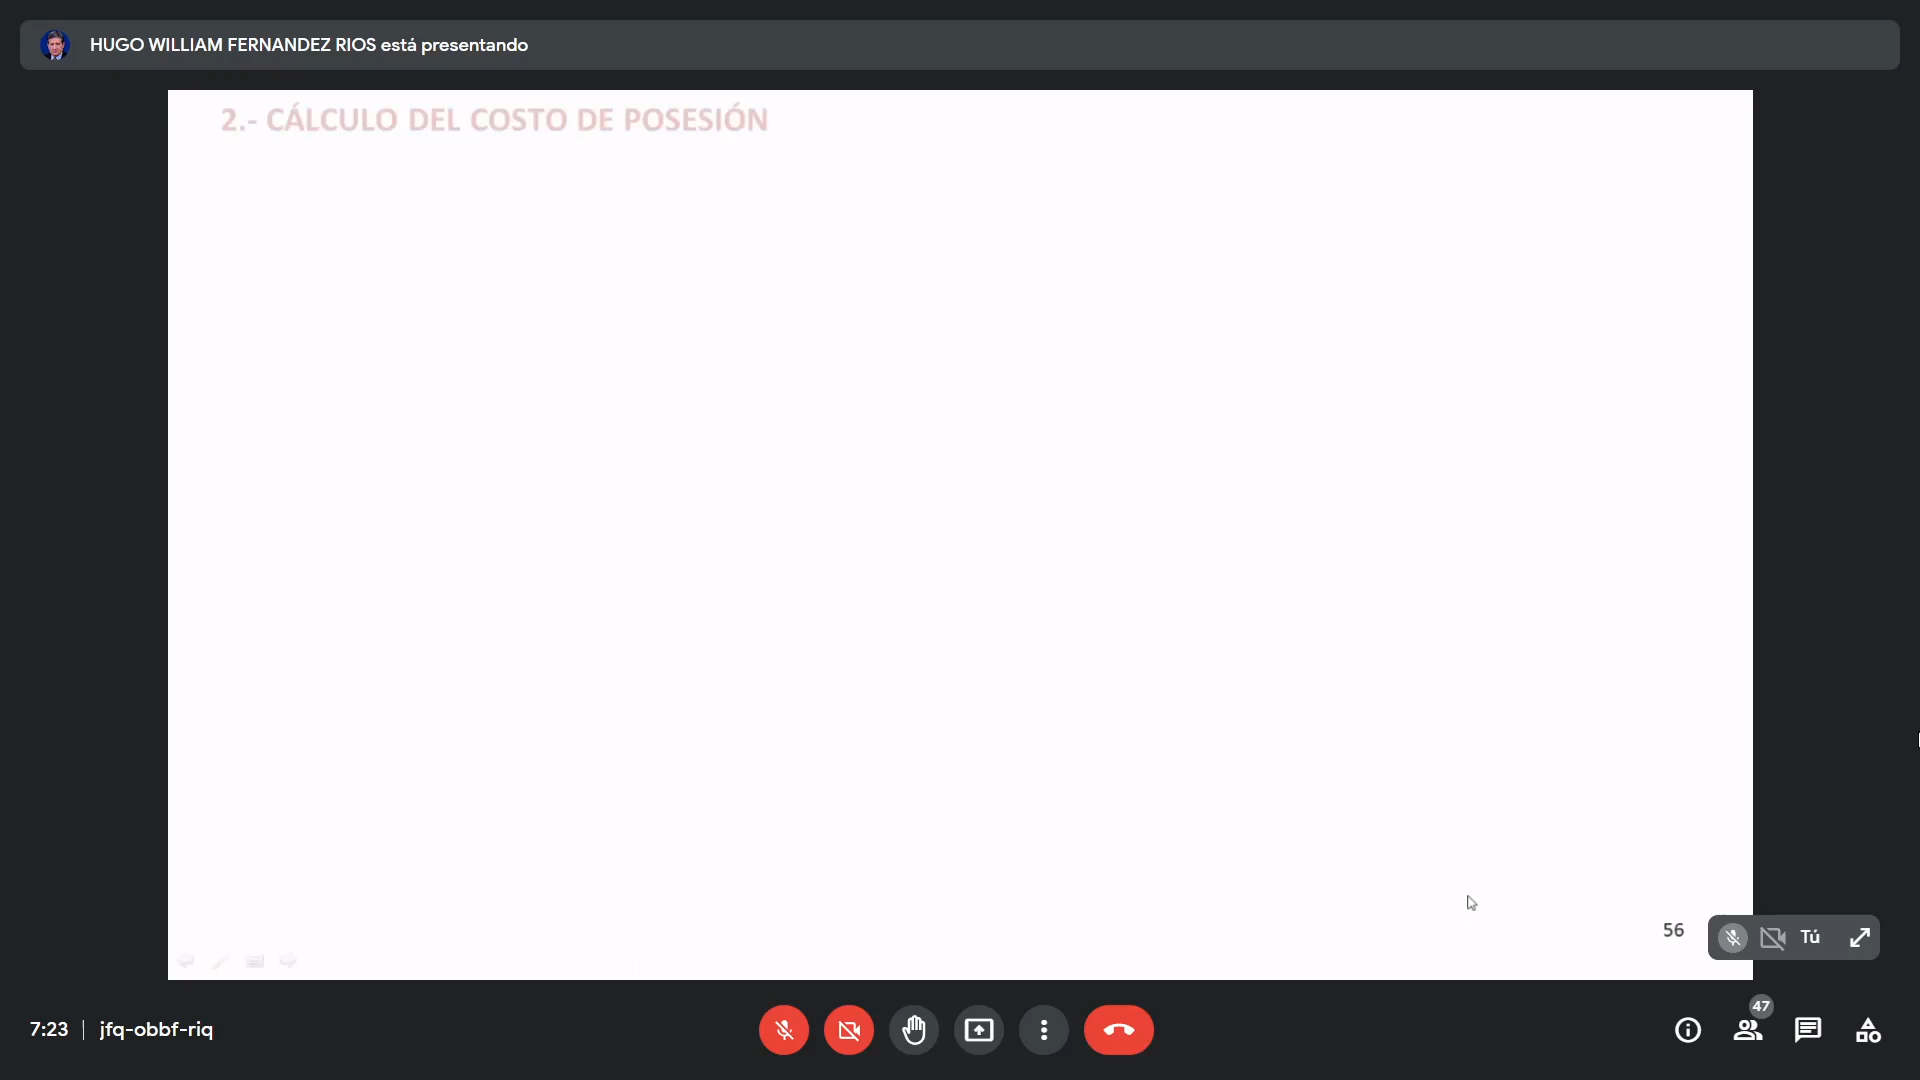 HUGO WILLIAM FERNANDEZ RIOS está presentando
2.- CÁLCULO DEL COSTO DE POSESIÓN
56
Tú
7:23 | jfq-obbf-riq
47